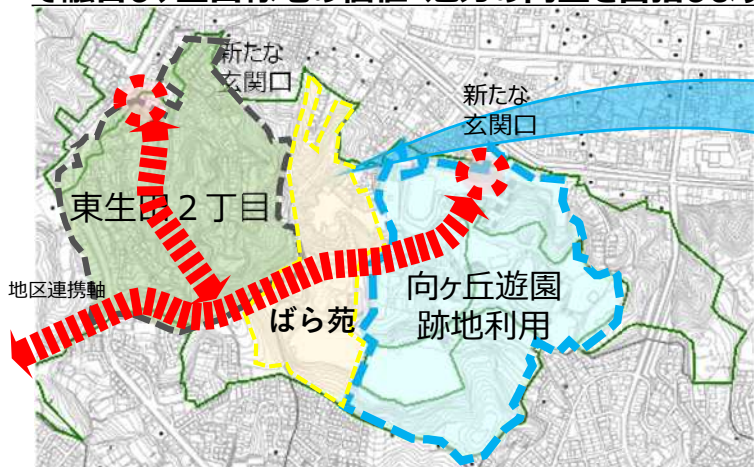 新たな
玄関口
新たな
玄関口
東生田２丁目
地区連携軸
ばら苑
向ヶ丘遊園
跡地利用